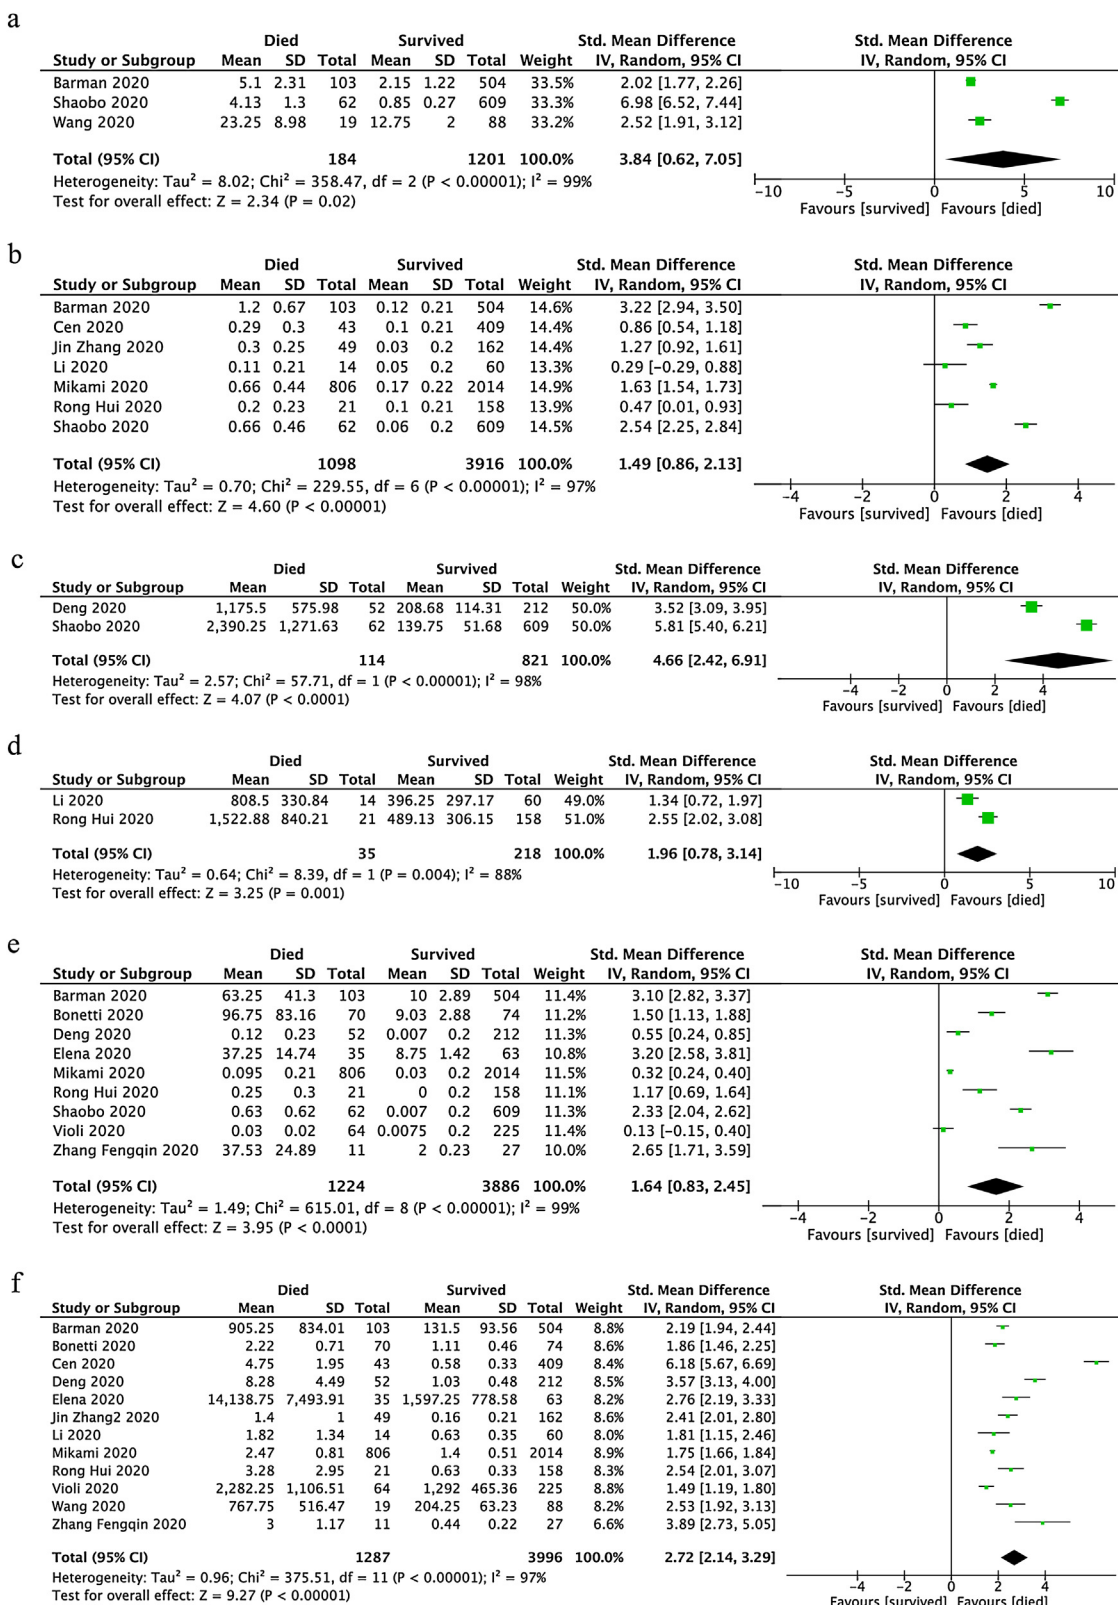 a
Died Survived Std. Mean Difference Std. Mean Difference
Study or Subgroup Mean SD Total Mean SD Total Weight IV, Random, 95% CI IV, Random, 95% CI
Barman 2020 5.1 2.31 103 2.15 1.22 504 33.5% 2.02 [1.77, 2.26]
Shaobo 2020 4.13 1.3 62 0.85 0.27 609 33.3% 6.98 [6.52, 7.44]
Wang 2020 23.25 8.98 19 12.75 2 88 33.2% 2.52 [1.91, 3.12]
Total (95% CI) 184 1201 100.0% 3.84 [0.62, 7.05]
Heterogeneity: Tau² = 8.02; Chi² = 358.47, df = 2 (P < 0.00001); I² = 99%
Test for overall effect: Z = 2.34 (P = 0.02)
−10 −5 0 5 10
Favours [survived] Favours [died]
b
Died Survived Std. Mean Difference Std. Mean Difference
Study or Subgroup Mean SD Total Mean SD Total Weight IV, Random, 95% CI IV, Random, 95% CI
Barman 2020 1.2 0.67 103 0.12 0.21 504 14.6% 3.22 [2.94, 3.50]
Cen 2020 0.29 0.3 43 0.1 0.21 409 14.4% 0.86 [0.54, 1.18]
Jin Zhang 2020 0.3 0.25 49 0.03 0.2 162 14.4% 1.27 [0.92, 1.61]
Li 2020 0.11 0.21 14 0.05 0.2 60 13.3% 0.29 [−0.29, 0.88]
Mikami 2020 0.66 0.44 806 0.17 0.22 2014 14.9% 1.63 [1.54, 1.73]
Rong Hui 2020 0.2 0.23 21 0.1 0.21 158 13.9% 0.47 [0.01, 0.93]
Shaobo 2020 0.66 0.46 62 0.06 0.2 609 14.5% 2.54 [2.25, 2.84]
Total (95% CI) 1098 3916 100.0% 1.49 [0.86, 2.13]
Heterogeneity: Tau² = 0.70; Chi² = 229.55, df = 6 (P < 0.00001); I² = 97%
Test for overall effect: Z = 4.60 (P < 0.00001)
−4 −2 0 2 4
Favours [survived] Favours [died]
c
Died Survived Std. Mean Difference Std. Mean Difference
Study or Subgroup Mean SD Total Mean SD Total Weight IV, Random, 95% CI IV, Random, 95% CI
Deng 2020 1,175.5 575.98 52 208.68 114.31 212 50.0% 3.52 [3.09, 3.95]
Shaobo 2020 2,390.25 1,271.63 62 139.75 51.68 609 50.0% 5.81 [5.40, 6.21]
Total (95% CI) 114 821 100.0% 4.66 [2.42, 6.91]
Heterogeneity: Tau² = 2.57; Chi² = 57.71, df = 1 (P < 0.00001); I² = 98%
Test for overall effect: Z = 4.07 (P < 0.0001)
−4 −2 0 2 4
Favours [survived] Favours [died]
d
Died Survived Std. Mean Difference Std. Mean Difference
Study or Subgroup Mean SD Total Mean SD Total Weight IV, Random, 95% CI IV, Random, 95% CI
Li 2020 808.5 330.84 14 396.25 297.17 60 49.0% 1.34 [0.72, 1.97]
Rong Hui 2020 1,522.88 840.21 21 489.13 306.15 158 51.0% 2.55 [2.02, 3.08]
Total (95% CI) 35 218 100.0% 1.96 [0.78, 3.14]
Heterogeneity: Tau² = 0.64; Chi² = 8.39, df = 1 (P = 0.004); I² = 88%
Test for overall effect: Z = 3.25 (P = 0.001)
−10 −5 0 5 10
Favours [survived] Favours [died]
e
Died Survived Std. Mean Difference Std. Mean Difference
Study or Subgroup Mean SD Total Mean SD Total Weight IV, Random, 95% CI IV, Random, 95% CI
Barman 2020 63.25 41.3 103 10 2.89 504 11.4% 3.10 [2.82, 3.37]
Bonetti 2020 96.75 83.16 70 9.03 2.88 74 11.2% 1.50 [1.13, 1.88]
Deng 2020 0.12 0.23 52 0.007 0.2 212 11.3% 0.55 [0.24, 0.85]
Elena 2020 37.25 14.74 35 8.75 1.42 63 10.8% 3.20 [2.58, 3.81]
Mikami 2020 0.095 0.21 806 0.03 0.2 2014 11.5% 0.32 [0.24, 0.40]
Rong Hui 2020 0.25 0.3 21 0 0.2 158 11.1% 1.17 [0.69, 1.64]
Shaobo 2020 0.63 0.62 62 0.007 0.2 609 11.3% 2.33 [2.04, 2.62]
Violi 2020 0.03 0.02 64 0.0075 0.2 225 11.4% 0.13 [−0.15, 0.40]
Zhang Fengqin 2020 37.53 24.89 11 2 0.23 27 10.0% 2.65 [1.71, 3.59]
Total (95% CI) 1224 3886 100.0% 1.64 [0.83, 2.45]
Heterogeneity: Tau² = 1.49; Chi² = 615.01, df = 8 (P < 0.00001); I² = 99%
Test for overall effect: Z = 3.95 (P < 0.0001)
−4 −2 0 2 4
Favours [survived] Favours [died]
f
Died Survived Std. Mean Difference Std. Mean Difference
Study or Subgroup Mean SD Total Mean SD Total Weight IV, Random, 95% CI IV, Random, 95% CI
Barman 2020 905.25 834.01 103 131.5 93.56 504 8.8% 2.19 [1.94, 2.44]
Bonetti 2020 2.22 0.71 70 1.11 0.46 74 8.6% 1.86 [1.46, 2.25]
Cen 2020 4.75 1.95 43 0.58 0.33 409 8.4% 6.18 [5.67, 6.69]
Deng 2020 8.28 4.49 52 1.03 0.48 212 8.6% 3.57 [3.13, 4.00]
Elena 2020 14,138.75 7,493.91 35 1,597.25 778.58 63 8.2% 2.76 [2.19, 3.33]
Jin Zhang2 2020 1.4 1 49 0.16 0.21 162 8.6% 2.41 [2.01, 2.80]
Li 2020 1.82 1.34 14 0.63 0.35 60 8.0% 1.81 [1.15, 2.46]
Mikami 2020 2.47 0.81 806 1.4 0.51 2014 8.9% 1.75 [1.66, 1.84]
Rong Hui 2020 3.28 2.95 21 0.63 0.33 158 8.3% 2.54 [2.01, 3.07]
Violi 2020 2,282.25 1,106.51 64 1,292 465.36 225 8.7% 1.49 [1.19, 1.80]
Wang 2020 767.75 516.47 19 204.25 63.23 88 8.2% 2.53 [1.92, 3.13]
Zhang Fengqin 2020 3 1.17 11 0.44 0.22 27 6.6% 3.89 [2.73, 5.05]
Total (95% CI) 1287 3996 100.0% 2.72 [2.14, 3.29]
Heterogeneity: Tau² = 0.96; Chi² = 375.51, df = 11 (P < 0.00001); I² = 97%
Test for overall effect: Z = 9.27 (P < 0.00001)
−4 −2 0 2 4
Favours [survived] Favours [died]